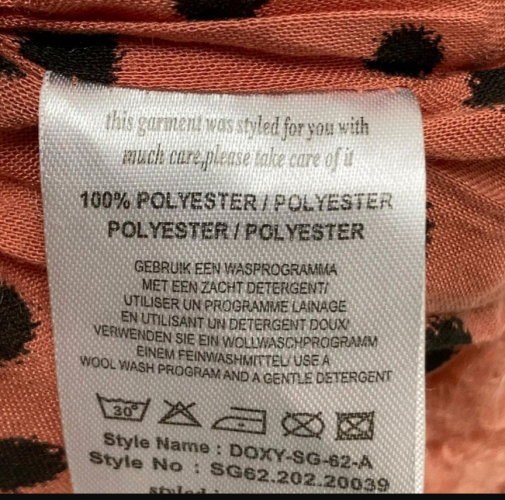 this garment was styled for you with
much care,please take care of it
100% POLYESTER / POLYESTER
POLYESTER / POLYESTER
GEBRUIK EEN WASPROGRAMMA
MET EEN ZACHT DETERGENT/
UTILISER UN PROGRAMME LAINAGE
EN UTILISANT UN DETERGENT DOUX/
VERWENDEN SIE EIN WOLLWASCHPROGRAMM
EINEM FEINWASHMITTEL/ USE A
WOOL WASH PROGRAM AND A GENTLE DETERGENT
30°
Style Name : DOXY-SG-62-A
Style No : SG62.202.20039
styled